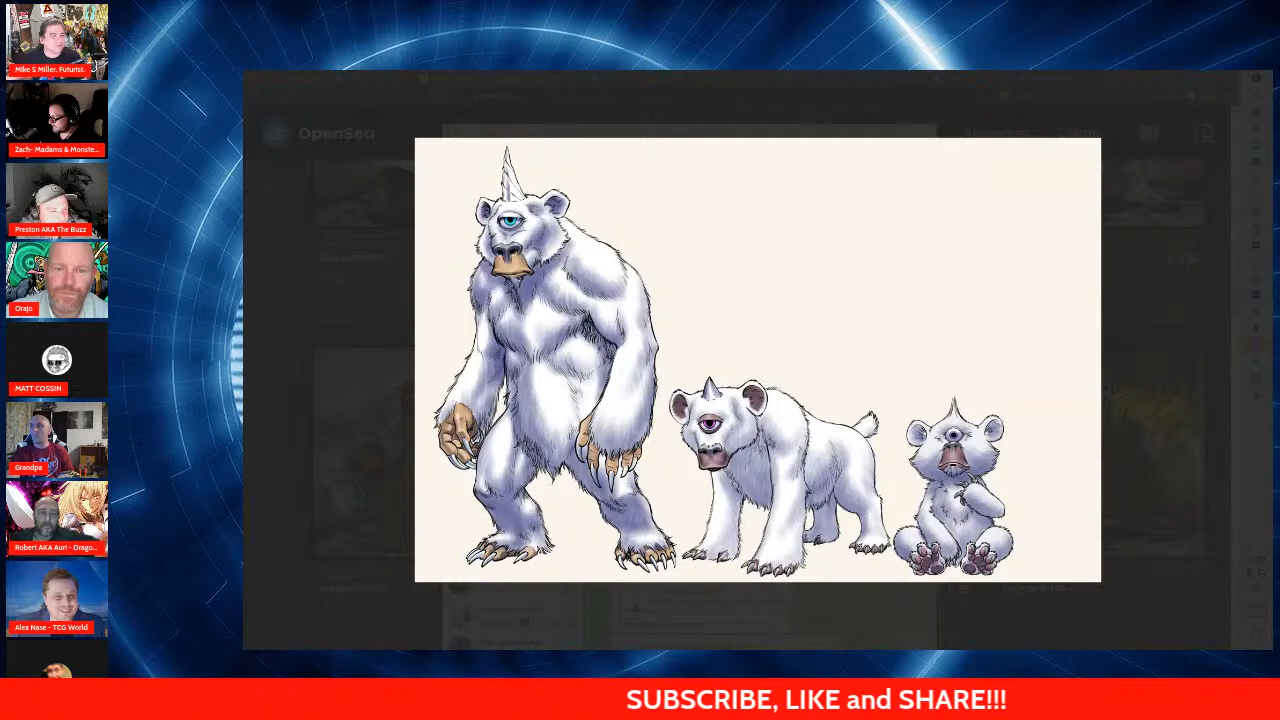 Mike S Miller. Futurist.
Zach- Madams & Monste...
Preston AKA The Buzz
Orajo
MATT COSSIN
Grandpa
Robert AKA Auri - Drago...
Alex Nase - TCG World
OpenSea
SUBSCRIBE, LIKE and SHARE!!!